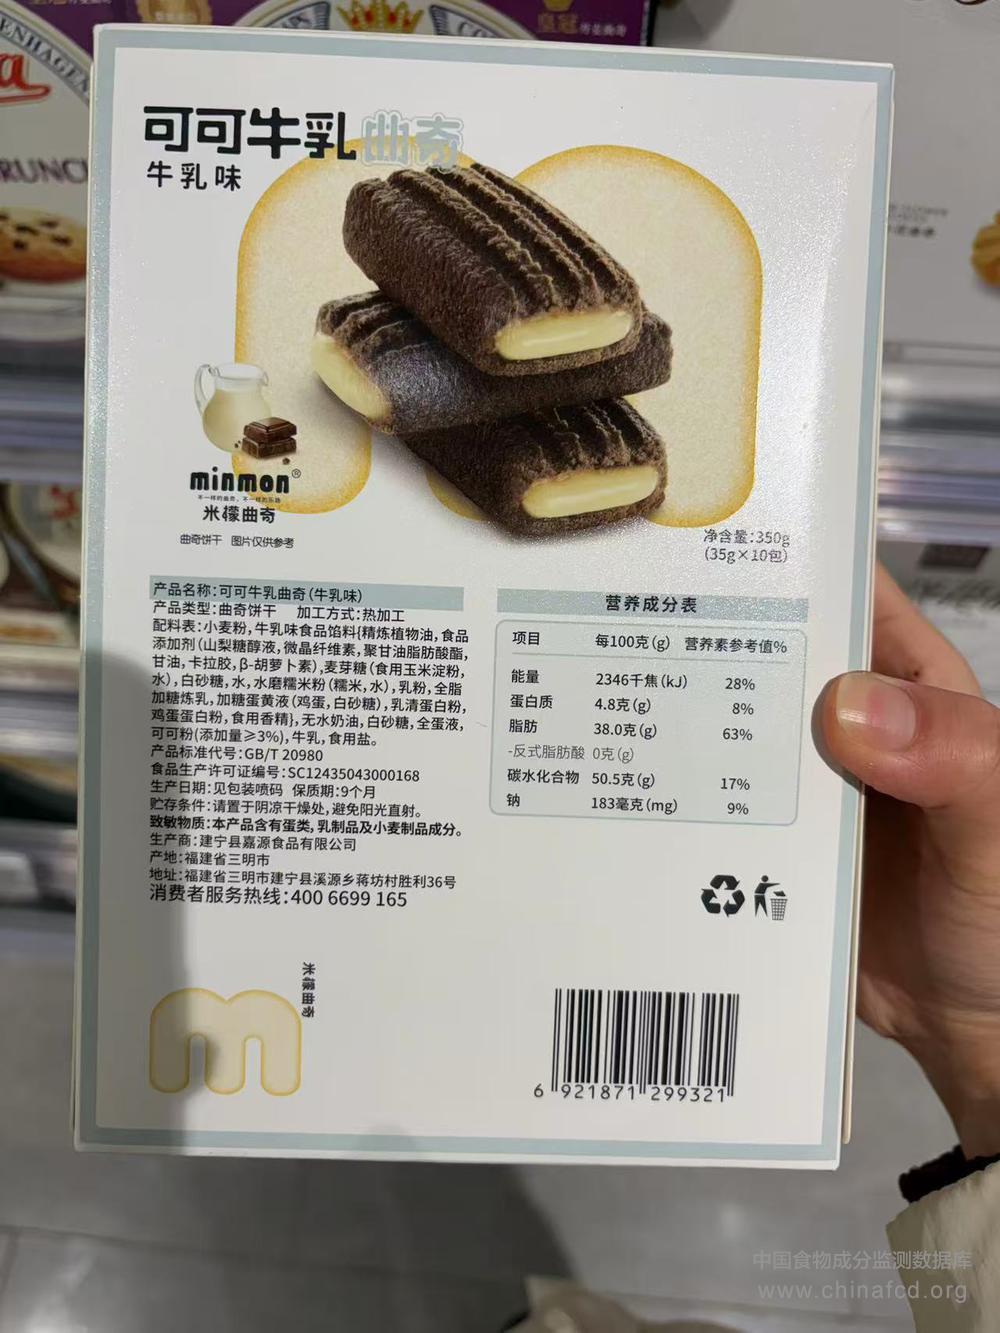 可可牛乳曲奇
牛乳味
minmon®
不一样的曲奇，不一样的乐趣
米檬曲奇
曲奇饼干 图片仅供参考
净含量：350g
(35g×10包)
产品名称：可可牛乳曲奇（牛乳味）
产品类型：曲奇饼干 加工方式：热加工
配料表：小麦粉，牛乳味食品馅料{精炼植物油，食品
添加剂（山梨糖醇液，微晶纤维素，聚甘油脂肪酸酯，
甘油，卡拉胶，β-胡萝卜素），麦芽糖（食用玉米淀粉，
水），白砂糖，水，水磨糯米粉（糯米，水），乳粉，全脂
加糖炼乳，加糖蛋黄液（鸡蛋，白砂糖），乳清蛋白粉，
鸡蛋蛋白粉，食用香精}，无水奶油，白砂糖，全蛋液，
可可粉（添加量≥3%），牛乳，食用盐。
产品标准代号：GB/T 20980
食品生产许可证编号：SC12435043000168
生产日期：见包装喷码 保质期：9个月
贮存条件：请置于阴凉干燥处，避免阳光直射。
致敏物质：本产品含有蛋类，乳制品及小麦制品成分。
生产商：建宁县嘉源食品有限公司
产地：福建省三明市
地址：福建省三明市建宁县溪源乡蒋坊村胜利36号
消费者服务热线：400 6699 165
营养成分表
项目 每100克(g) 营养素参考值%
能量 2346千焦(kJ) 28%
蛋白质 4.8克(g) 8%
脂肪 38.0克(g) 63%
-反式脂肪酸 0克(g)
碳水化合物 50.5克(g) 17%
钠 183毫克(mg) 9%
米檬曲奇
6 921871 299321
RUNCH
皇冠
中国食物成分监测数据库
www.chinafcd.org